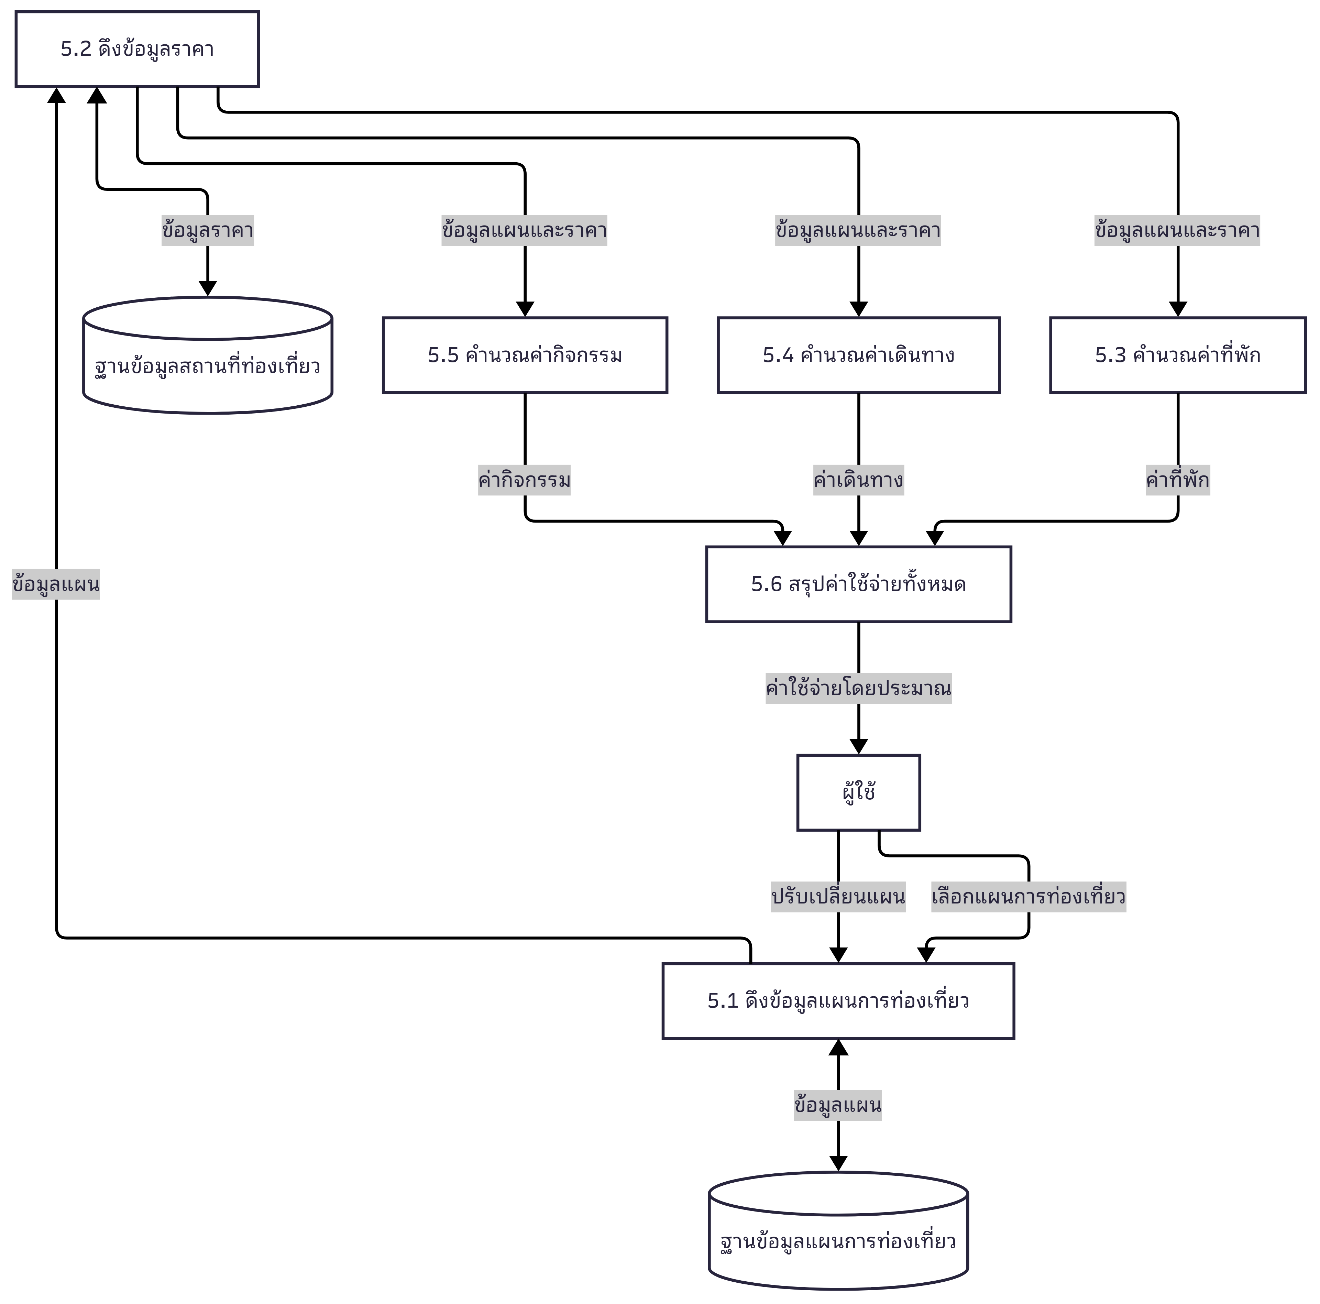 5.2 ดึงข้อมูลราคา
ข้อมูลราคา
ข้อมูลแผนและราคา
ข้อมูลแผนและราคา
ข้อมูลแผนและราคา
ฐานข้อมูลสถานที่ท่องเที่ยว
5.5 คำนวณค่ากิจกรรม
5.4 คำนวณค่าเดินทาง
5.3 คำนวณค่าที่พัก
ค่ากิจกรรม
ค่าเดินทาง
ค่าที่พัก
ข้อมูลแผน
5.6 สรุปค่าใช้จ่ายทั้งหมด
ค่าใช้จ่ายโดยประมาณ
ผู้ใช้
ปรับเปลี่ยนแผน
เลือกแผนการท่องเที่ยว
5.1 ดึงข้อมูลแผนการท่องเที่ยว
ข้อมูลแผน
ฐานข้อมูลแผนการท่องเที่ยว